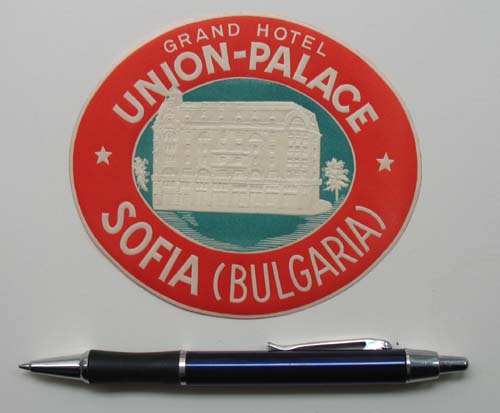 GRAND HOTEL
UNION-PALACE
SOFIA (BULGARIA)